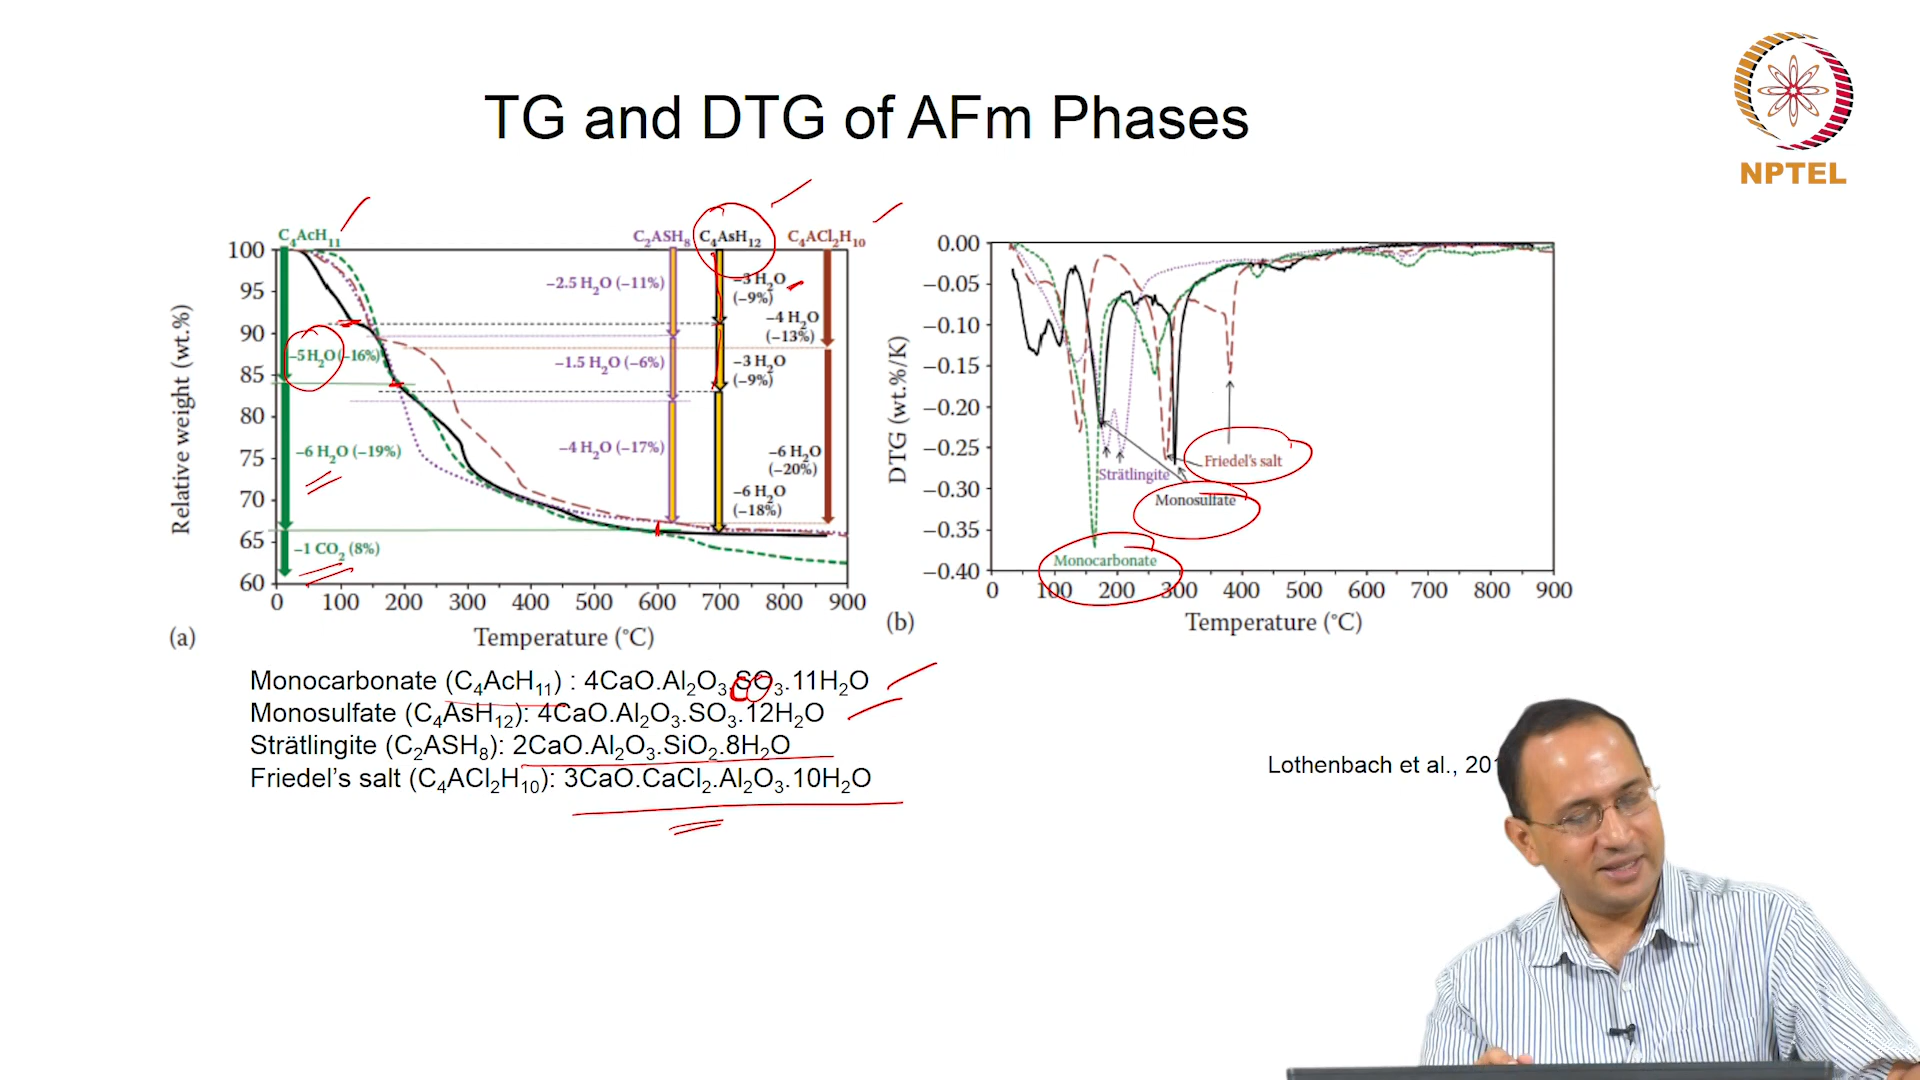 TG and DTG of AFm Phases
NPTEL
C₄AcH₁₁
C₂ASH₈
C₄AsH₁₂
C₄ACl₂H₁₀
Relative weight (wt.%)
100
95
90
85
80
75
70
65
60
−5 H₂O (−16%)
−6 H₂O (−19%)
−1 CO₂ (8%)
−2.5 H₂O (−11%)
−1.5 H₂O (−6%)
−4 H₂O (−17%)
−3 H₂O
(−9%)
−4 H₂O
(−13%)
−3 H₂O
(−9%)
−6 H₂O
(−20%)
−6 H₂O
(−18%)
0 100 200 300 400 500 600 700 800 900
(a)
Temperature (°C)
DTG (wt.%/K)
0.00
−0.05
−0.10
−0.15
−0.20
−0.25
−0.30
−0.35
−0.40
Friedel's salt
Strätlingite
Monosulfate
Monocarbonate
0 100 200 300 400 500 600 700 800 900
(b)
Temperature (°C)
Monocarbonate (C₄AcH₁₁) : 4CaO.Al₂O₃.SO₃.11H₂O
Monosulfate (C₄AsH₁₂): 4CaO.Al₂O₃.SO₃.12H₂O
Strätlingite (C₂ASH₈): 2CaO.Al₂O₃.SiO₂.8H₂O
Friedel's salt (C₄ACl₂H₁₀): 3CaO.CaCl₂.Al₂O₃.10H₂O
Lothenbach et al.,